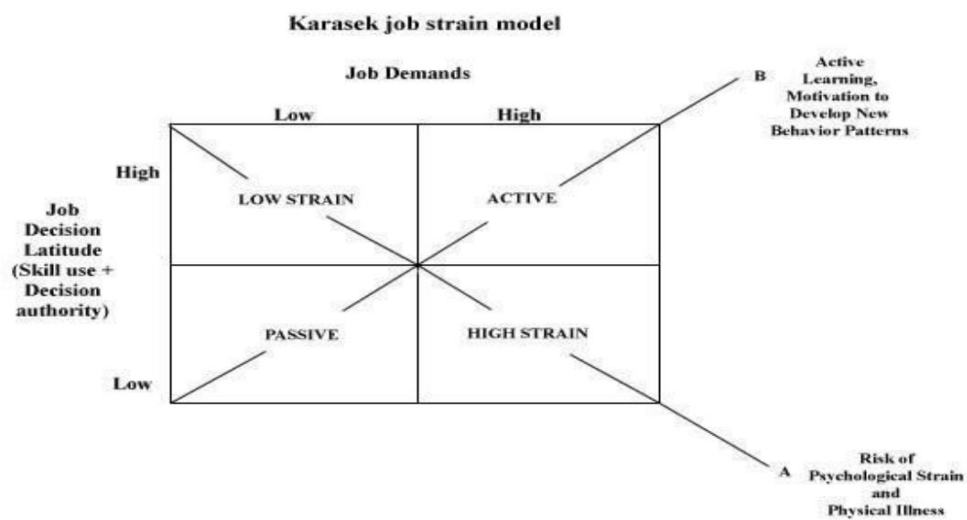 Karasek job strain model
Job Demands
Low High
B
Active
Learning,
Motivation to
Develop New
Behavior Patterns
High
LOW STRAIN ACTIVE
Job
Decision
Latitude
(Skill use +
Decision
authority)
PASSIVE HIGH STRAIN
Low
A
Risk of
Psychological Strain
and
Physical Illness